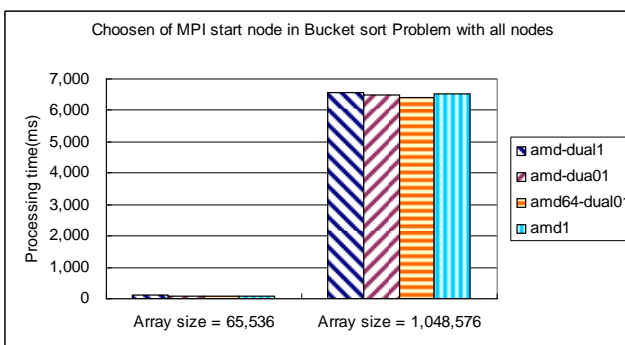 Choosen of MPI start node in Bucket sort Problem with all nodes
7,000
6,000
5,000
4,000
3,000
2,000
1,000
0
Processing time(ms)
Array size = 65,536
Array size = 1,048,576
amd-dual1
amd-dua01
amd64-dual01
amd1